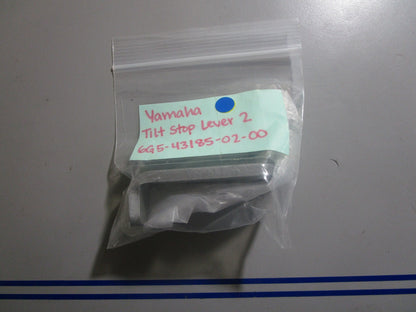 Yamaha
Tilt Stop Lever 2
6G5-43185-02-00